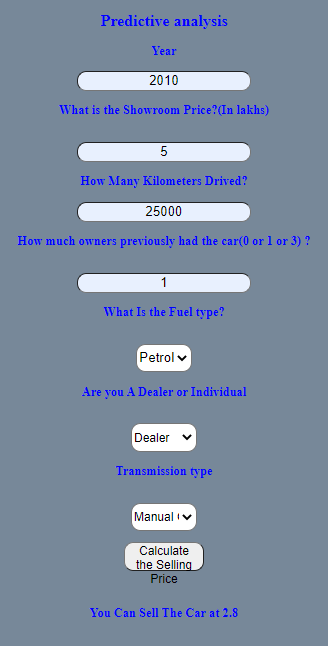 Predictive analysis
Year
2010
What is the Showroom Price?(In lakhs)
5
How Many Kilometers Drived?
25000
How much owners previously had the car(0 or 1 or 3) ?
1
What Is the Fuel type?
Petrol
Are you A Dealer or Individual
Dealer
Transmission type
Manual
Calculate
the Selling
Price
You Can Sell The Car at 2.8